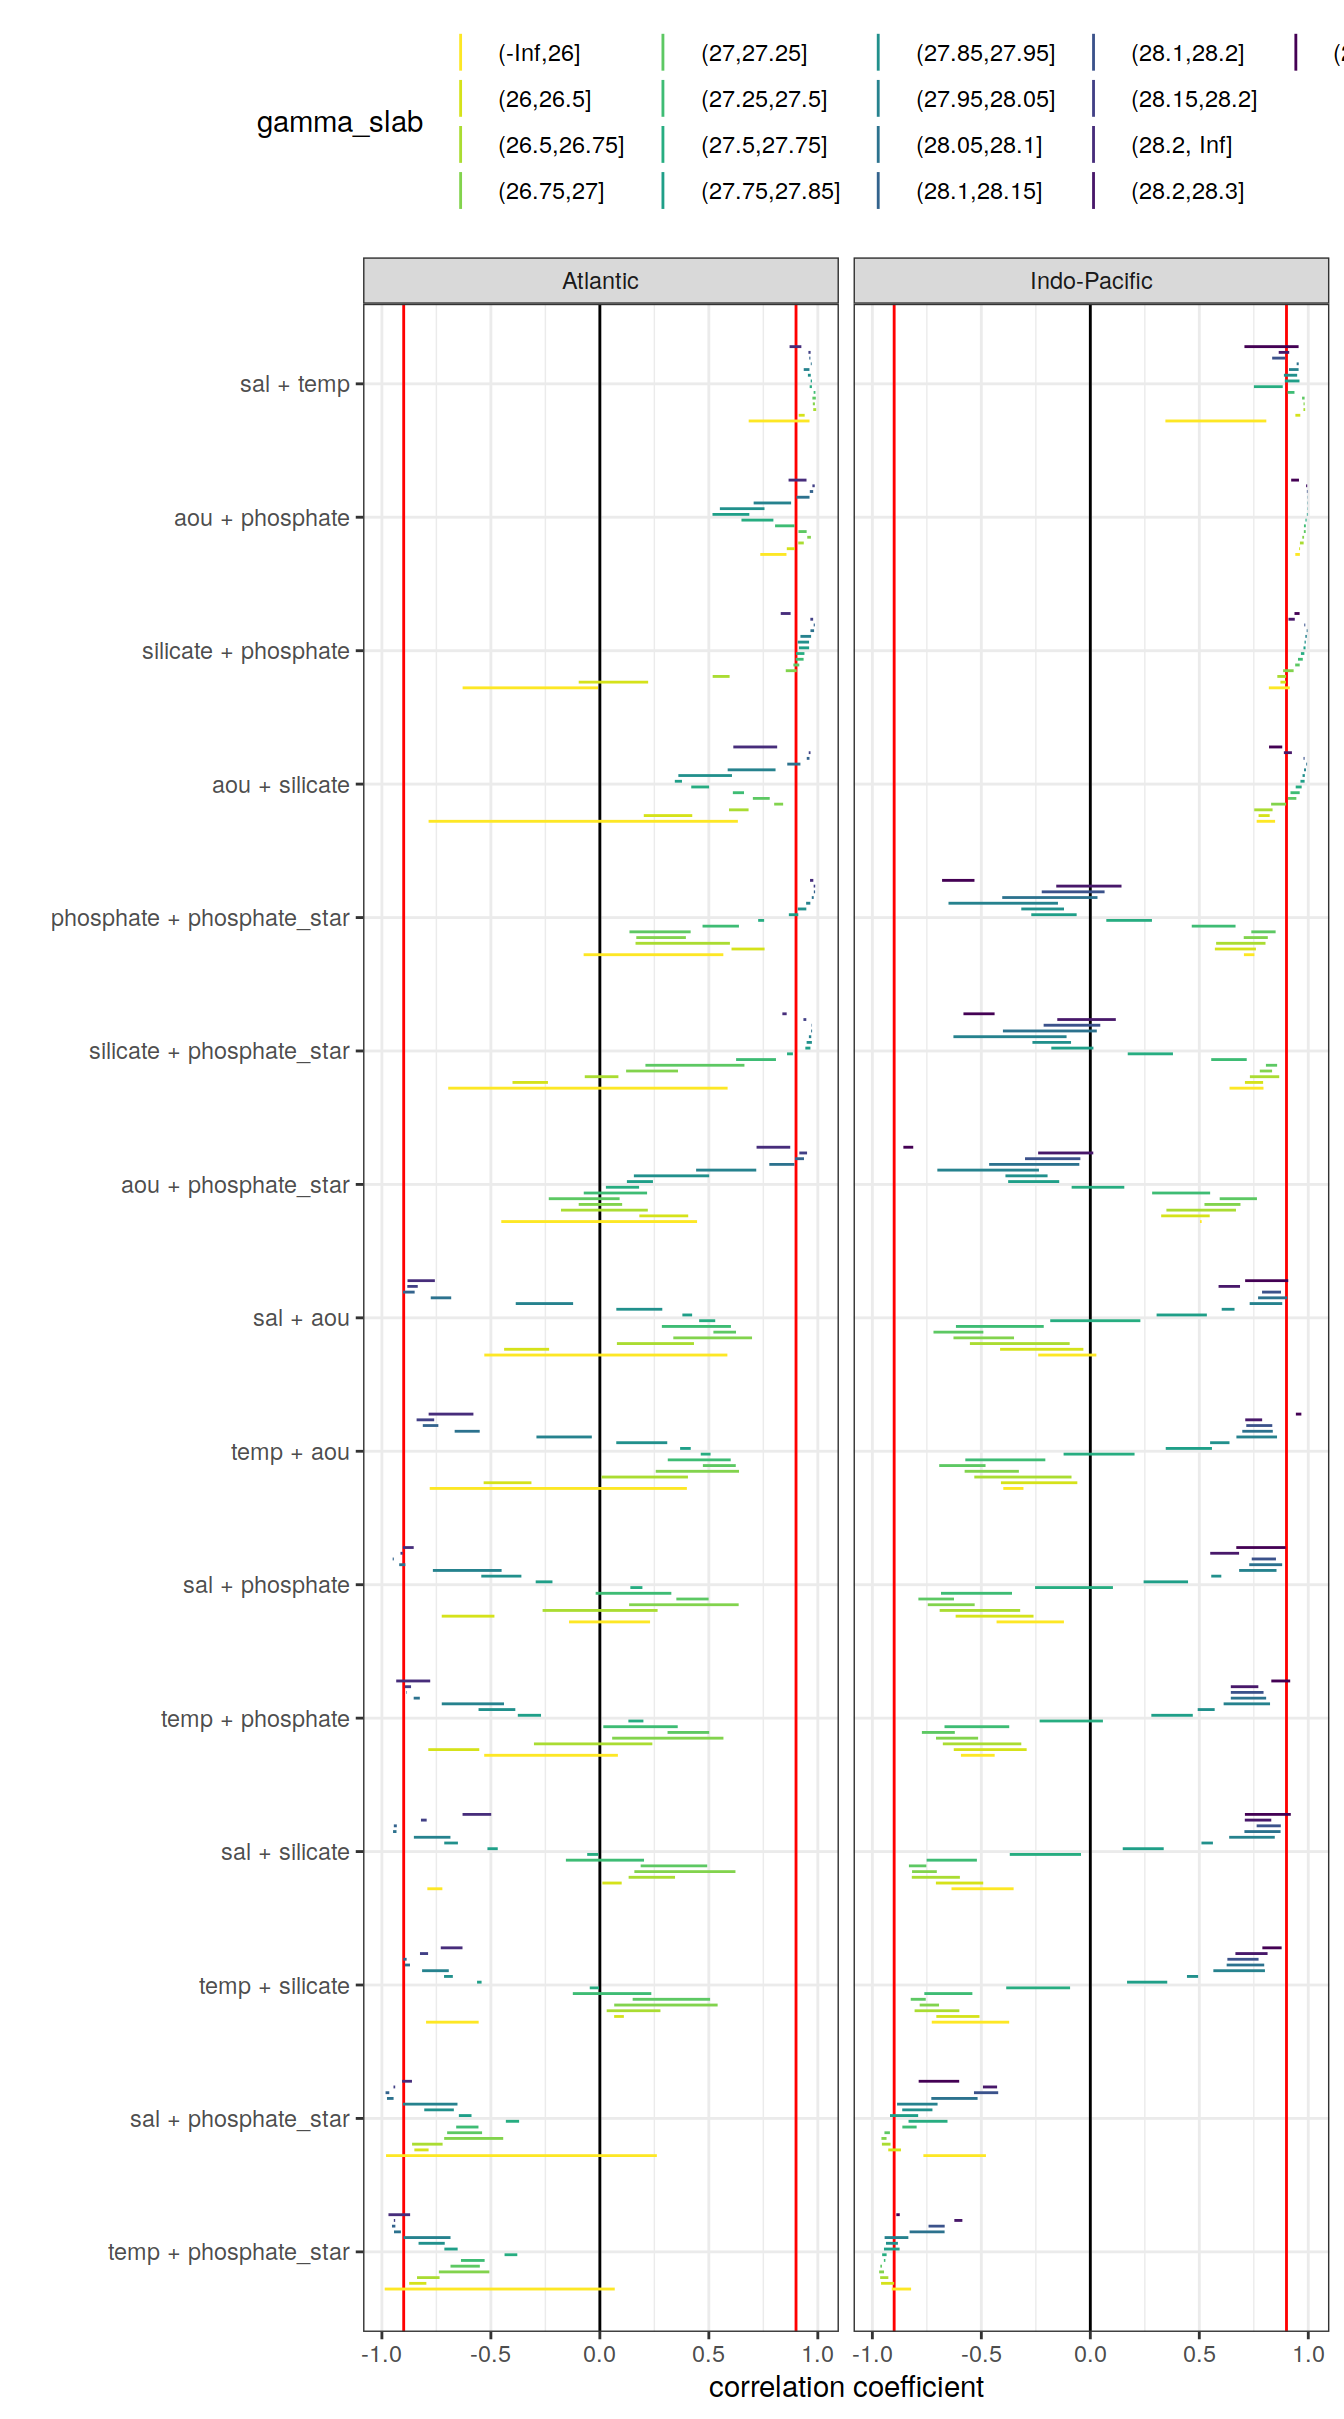 gamma_slab
(-Inf,26] (27,27.25] (27.85,27.95] (28.1,28.2]
(26,26.5] (27.25,27.5] (27.95,28.05] (28.15,28.2]
(26.5,26.75] (27.5,27.75] (28.05,28.1] (28.2, Inf]
(26.75,27] (27.75,27.85] (28.1,28.15] (28.2,28.3]
Atlantic Indo-Pacific
sal + temp
aou + phosphate
silicate + phosphate
aou + silicate
phosphate + phosphate_star
silicate + phosphate_star
aou + phosphate_star
sal + aou
temp + aou
sal + phosphate
temp + phosphate
sal + silicate
temp + silicate
sal + phosphate_star
temp + phosphate_star
-1.0 -0.5 0.0 0.5 1.0 -1.0 -0.5 0.0 0.5 1.0
correlation coefficient